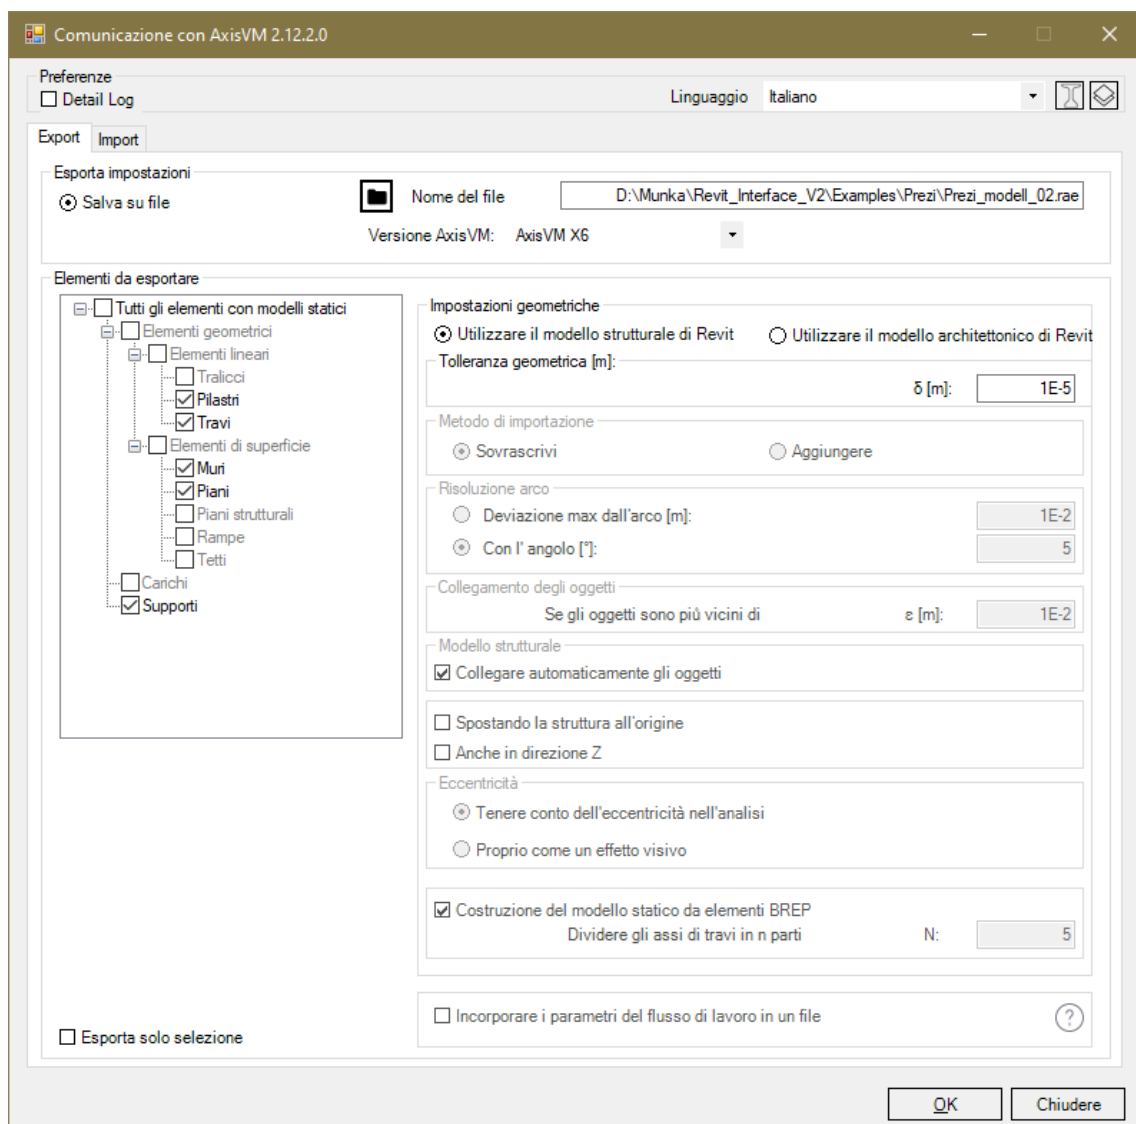 Comunicazione con AxisVM 2.12.2.0
Preferenze
Detail Log
Linguaggio Italiano
Export Import
Esporta impostazioni
Salva su file
Nome del file D:\Munka\Revit_Interface_V2\Examples\Prezi\Prezi_modell_02.rae
Versione AxisVM: AxisVM X6
Elementi da esportare
Tutti gli elementi con modelli statici
Elementi geometrici
Elementi lineari
Tralicci
Pilastri
Travi
Elementi di superficie
Muri
Piani
Piani strutturali
Rampe
Tetti
Carichi
Supporti
Esporta solo selezione
Impostazioni geometriche
Utilizzare il modello strutturale di Revit Utilizzare il modello architettonico di Revit
Tolleranza geometrica [m]:
δ [m]: 1E-5
Metodo di importazione
Sovrascrivi Aggiungere
Risoluzione arco
Deviazione max dall'arco [m]: 1E-2
Con l' angolo [°]: 5
Collegamento degli oggetti
Se gli oggetti sono più vicini di ε [m]: 1E-2
Modello strutturale
Collegare automaticamente gli oggetti
Spostando la struttura all'origine
Anche in direzione Z
Eccentricità
Tenere conto dell'eccentricità nell'analisi
Proprio come un effetto visivo
Costruzione del modello statico da elementi BREP
Dividere gli assi di travi in n parti N: 5
Incorporare i parametri del flusso di lavoro in un file ?
OK Chiudere